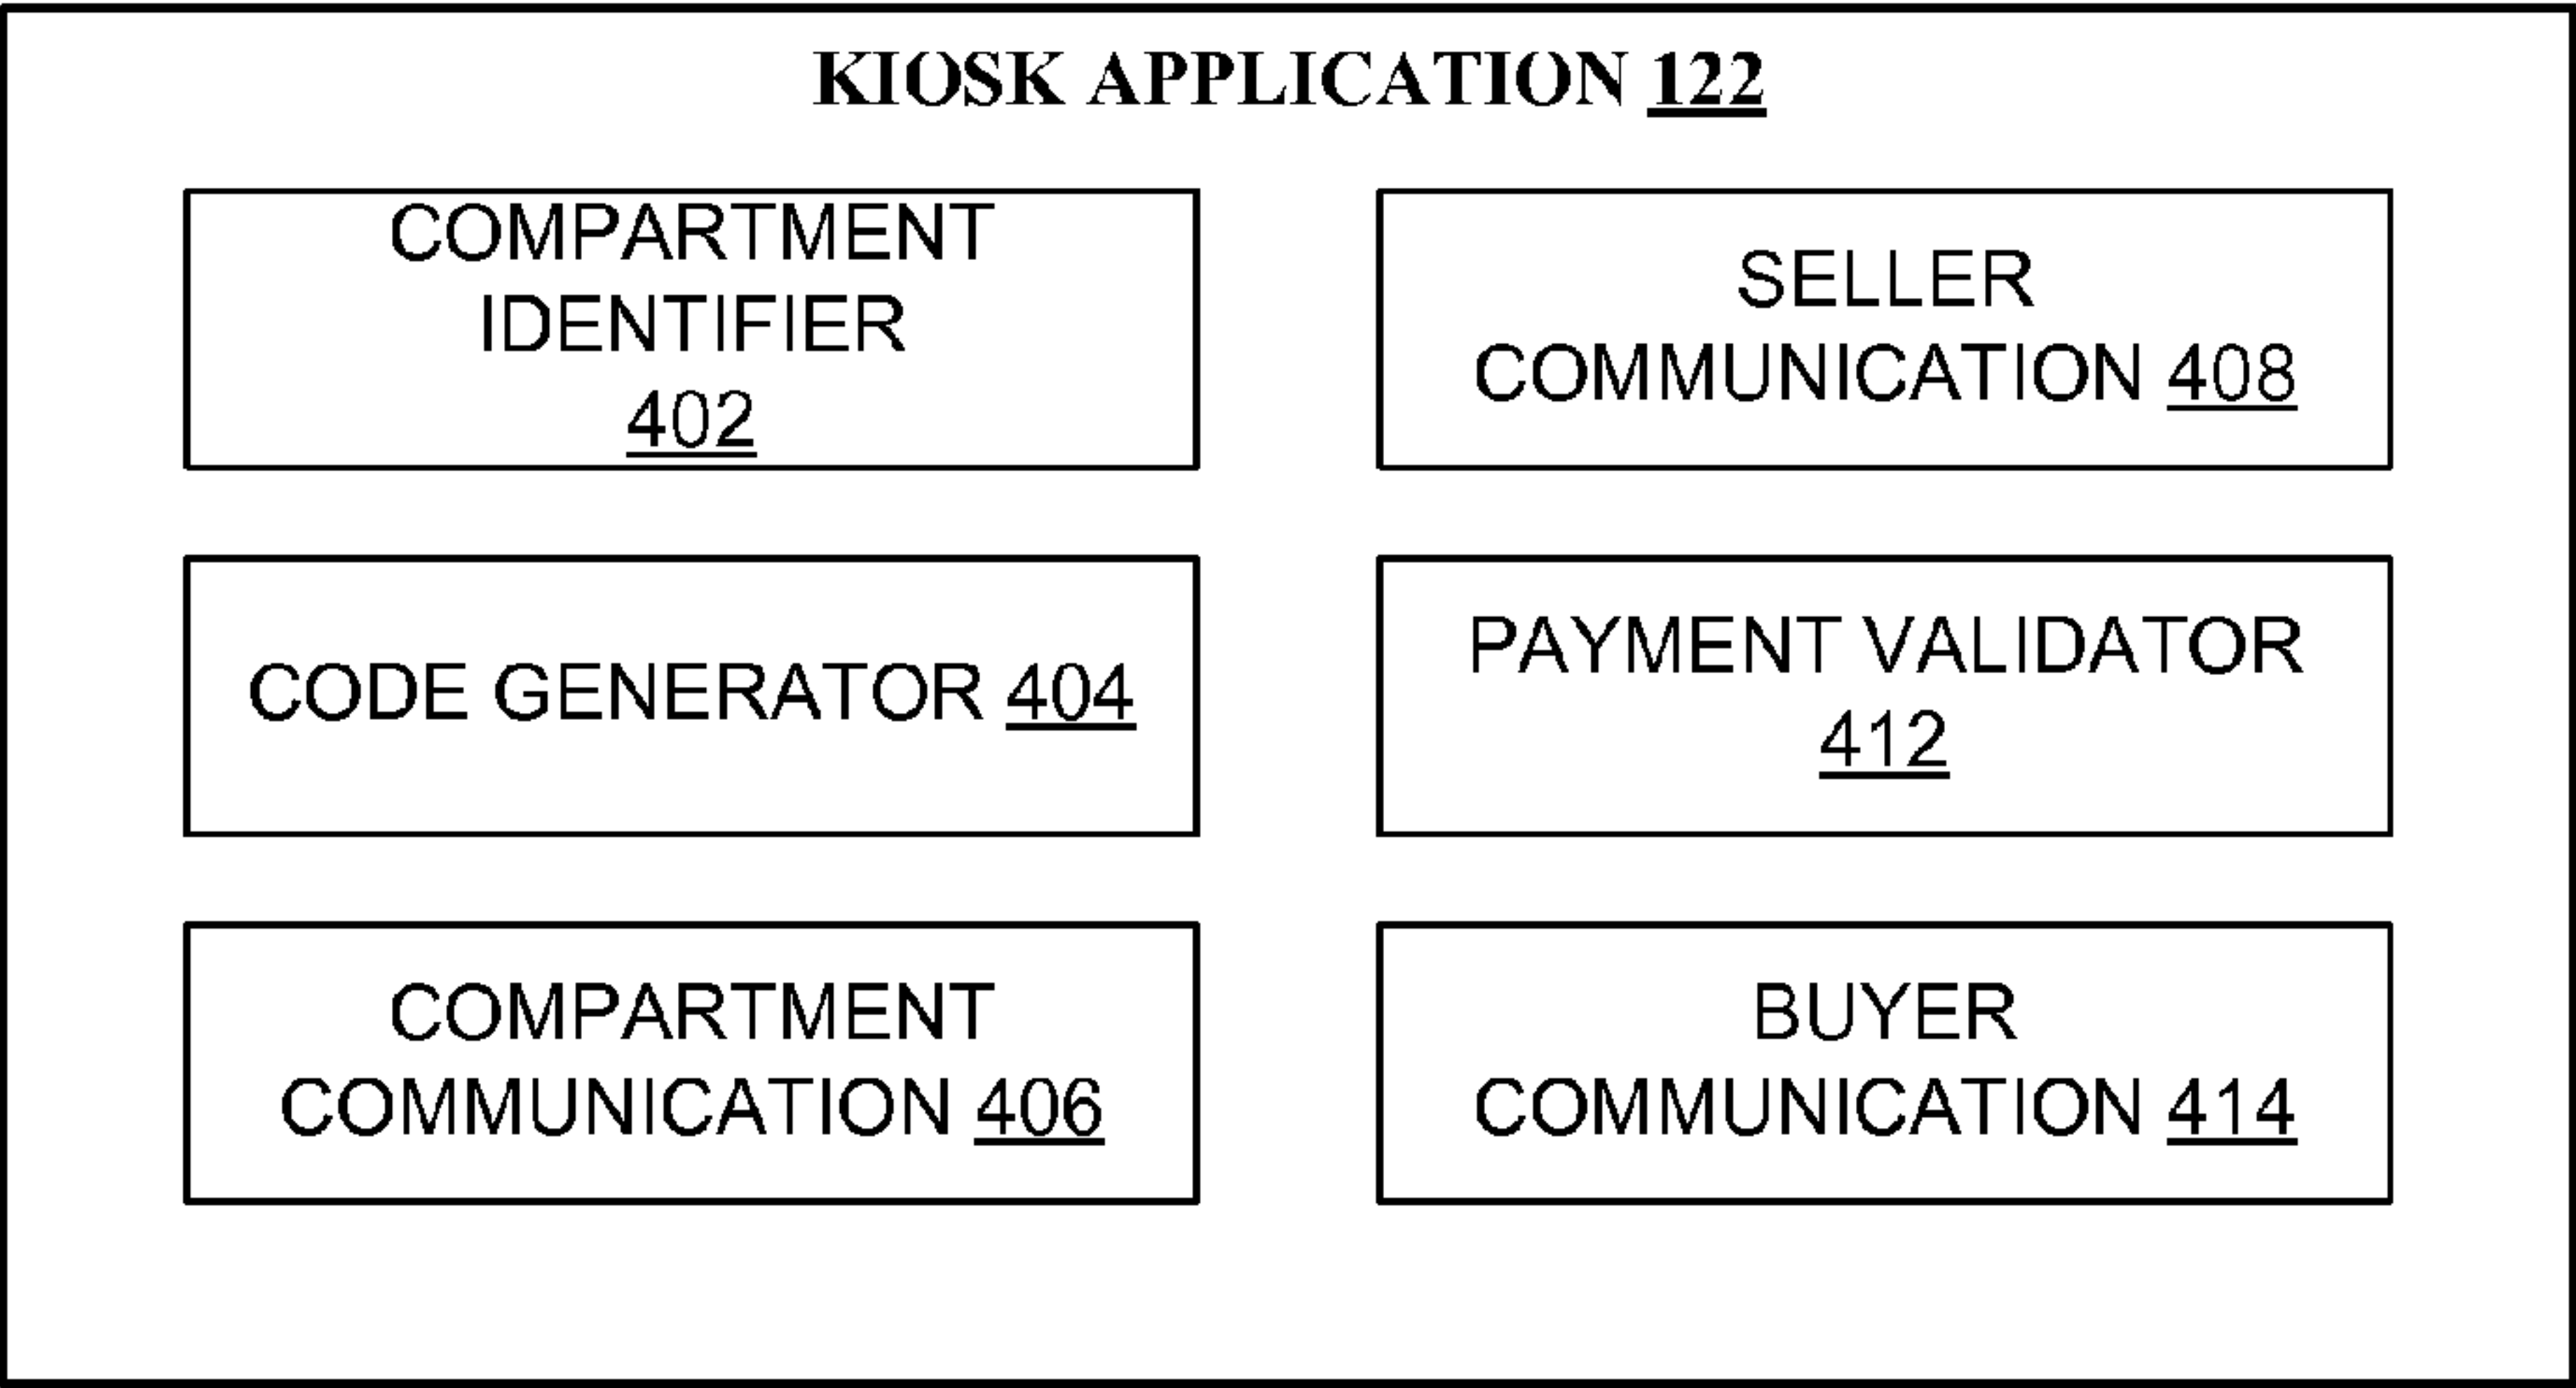 KIOSK APPLICATION 122
COMPARTMENT
IDENTIFIER
402
SELLER
COMMUNICATION 408
CODE GENERATOR 404
PAYMENT VALIDATOR
412
COMPARTMENT
COMMUNICATION 406
BUYER
COMMUNICATION 414